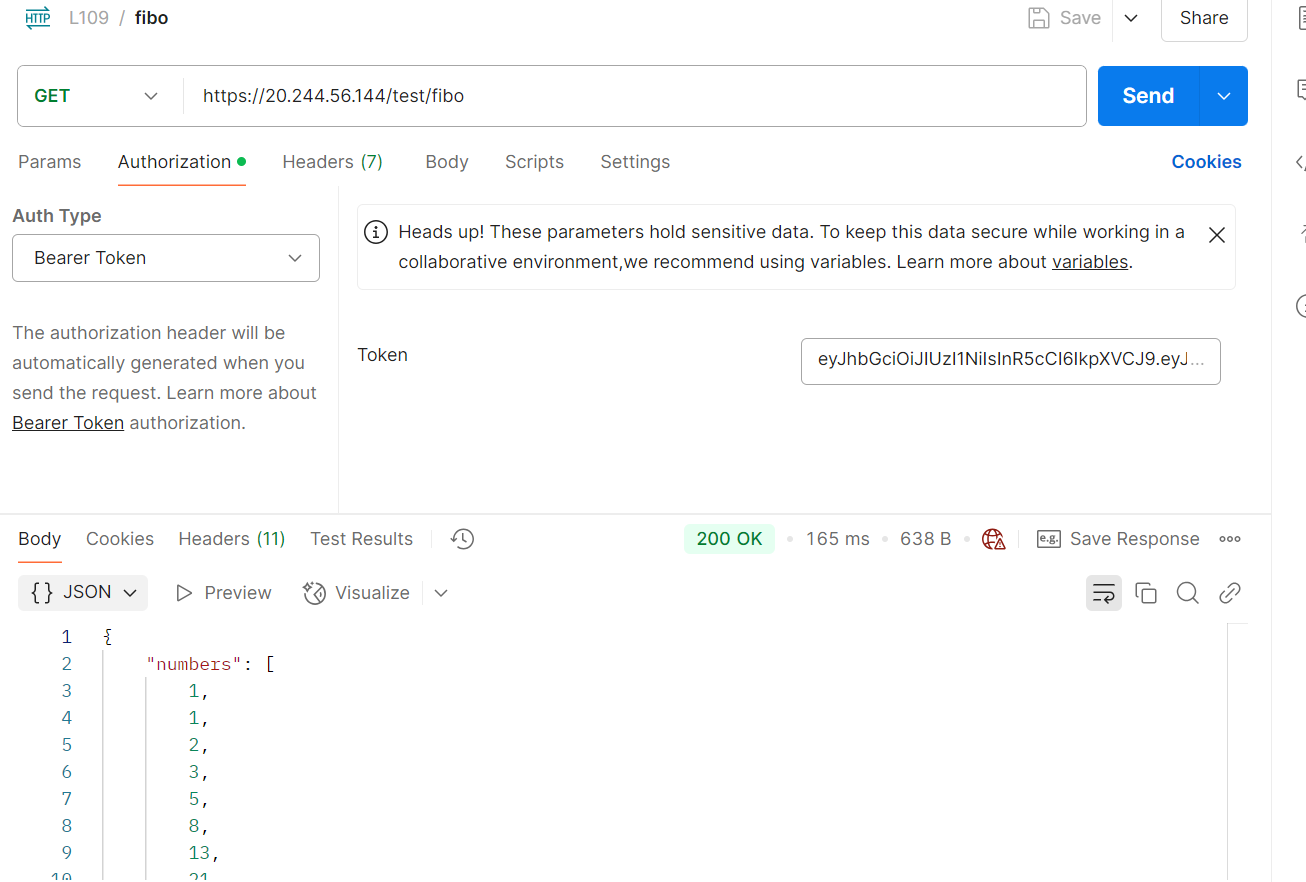 HTTP L109 / fibo Save Share
GET https://20.244.56.144/test/fibo Send
Params Authorization Headers (7) Body Scripts Settings Cookies
Auth Type
Bearer Token
The authorization header will be
automatically generated when you
send the request. Learn more about
Bearer Token authorization.
Heads up! These parameters hold sensitive data. To keep this data secure while working in a
collaborative environment,we recommend using variables. Learn more about variables.
Token eyJhbGciOiJIUzI1NiIsInR5cCI6IkpXVCJ9.eyJ...
Body Cookies Headers (11) Test Results 200 OK 165 ms 638 B e.g. Save Response
{} JSON Preview Visualize
1 {
2 "numbers": [
3 1,
4 1,
5 2,
6 3,
7 5,
8 8,
9 13,
10 21